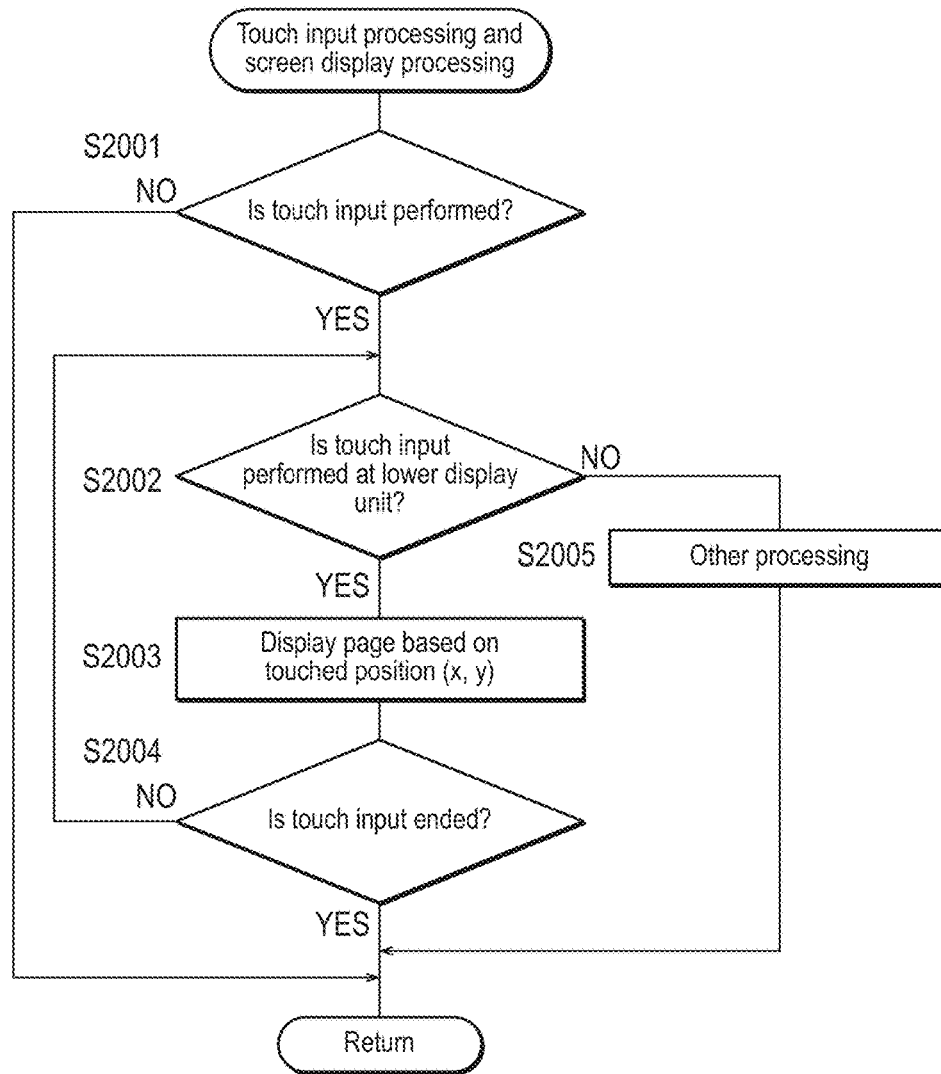 Touch input processing and
screen display processing
S2001
NO
Is touch input performed?
YES
Is touch input
performed at lower display
unit?
NO
S2002
S2005
Other processing
YES
S2003
Display page based on
touched position (x, y)
S2004
NO
Is touch input ended?
YES
Return